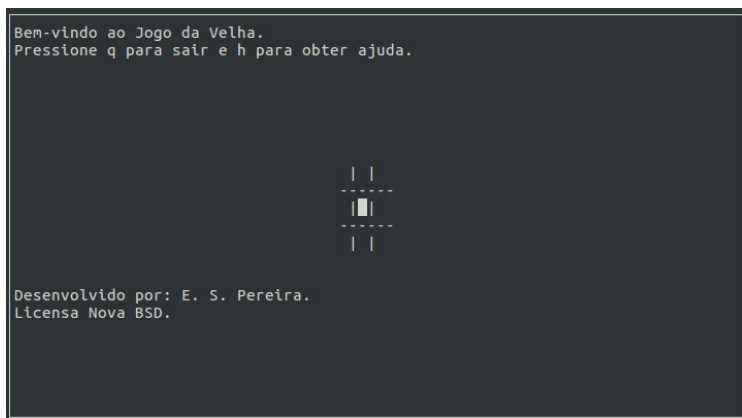 Bem-vindo ao Jogo da Velha.
Pressione q para sair e h para obter ajuda.
| |
------
| |
------
| |
Desenvolvido por: E. S. Pereira.
Licensa Nova BSD.